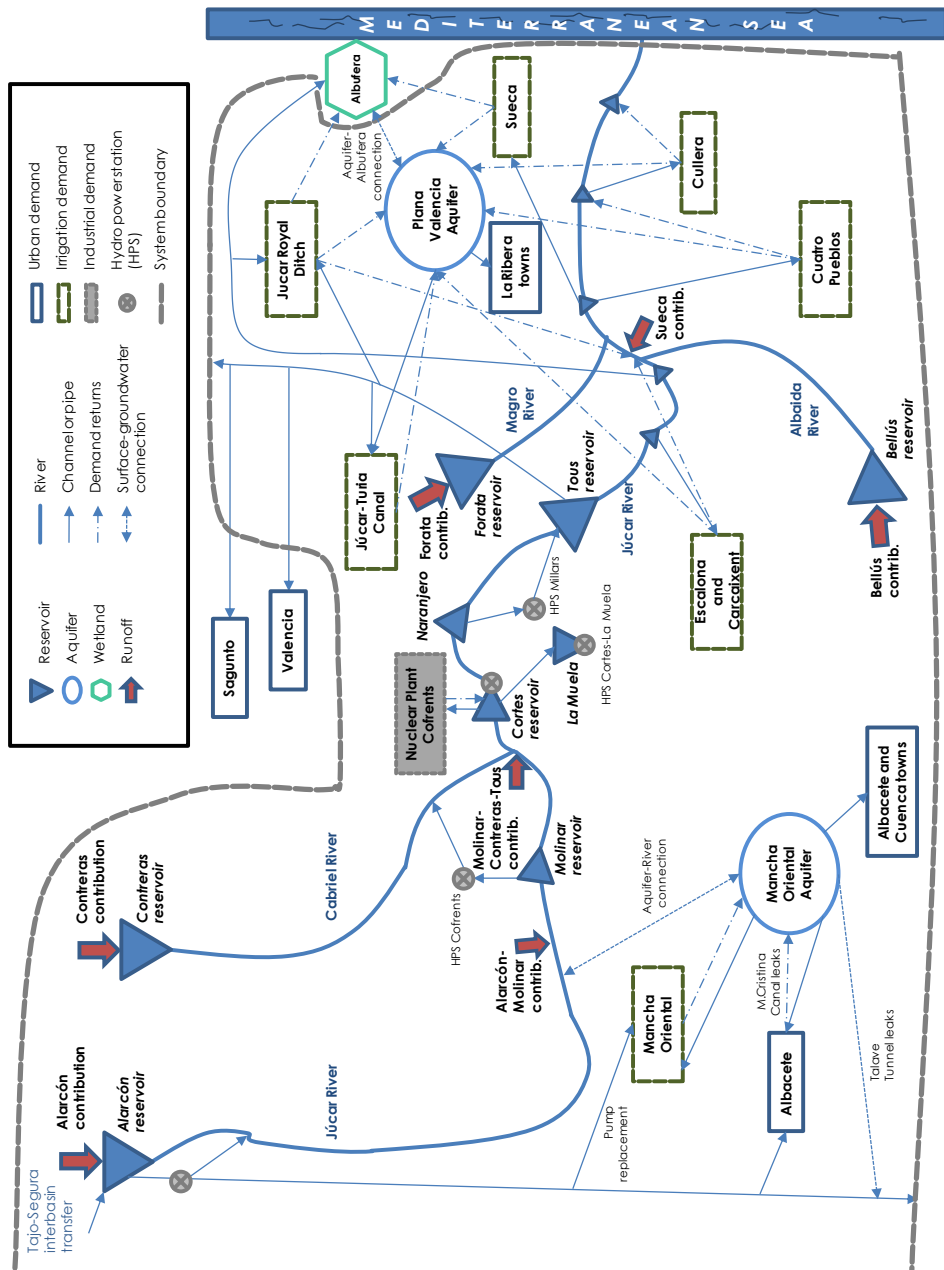 Reservoir
Aquifer
Wetland
Runoff
River
Channel or pipe
Demand returns
Surface-groundwater
connection
Urban demand
Irrigation demand
Industrial demand
Hydro power station
(HPS)
System boundary
Tajo-Segura
interbasin
transfer
Alarcón
contribution
Alarcón
reservoir
Contreras
contribution
Contreras
reservoir
Sagunto
Valencia
Jucar Royal
Ditch
Albufera
Aquifer-
Albufera
connection
MEDITERRANEAN SEA
Júcar River
Cabriel River
Nuclear Plant
Cofrents
Júcar-Turia
Canal
Plana
Valencia
Aquifer
Sueca
Naranjero
Forata
contrib.
Forata
reservoir
Magro
River
La Ribera
towns
HPS Cofrents
Molinar-
Contreras-Tous
contrib.
Cortes
reservoir
La Muela
HPS Cortes-La Muela
HPS Millars
Tous
reservoir
Júcar River
Alarcón-
Molinar
contrib.
Molinar
reservoir
Sueca
contrib.
Cullera
Pump
replacement
Mancha
Oriental
Aquifer-River
connection
Escalona
and
Carcaixent
Albaida
River
Cuatro
Pueblos
M.Cristina
Canal leaks
Mancha
Oriental
Aquifer
Albacete
Talave
Tunnel leaks
Albacete and
Cuenca towns
Bellús
contrib.
Bellús
reservoir